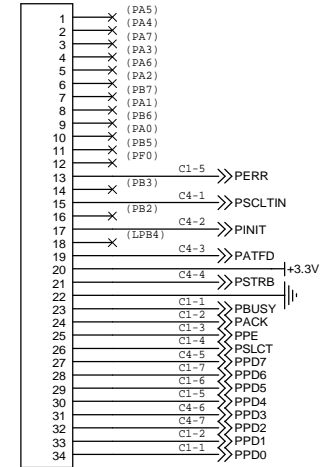 1 (PA5)
2 (PA4)
3 (PA7)
4 (PA3)
5 (PA6)
6 (PA2)
7 (PB7)
8 (PA1)
9 (PB6)
10 (PA0)
11 (PB5)
12 (PF0)
13 C1-5 PERR
14 (PB3)
15 C4-1 PSCLTIN
16 (PB2)
17 C4-2 PINIT
18 (LPB4)
19 C4-3 PATFD
20 +3.3V
21 C4-4 PSTRB
22
23 C1-1 PBUSY
24 C1-2 PACK
25 C1-3 PPE
26 C1-4 PSLCT
27 C4-5 PPD7
28 C1-7 PPD6
29 C1-6 PPD5
30 C1-5 PPD4
31 C4-6 PPD3
32 C4-7 PPD2
33 C1-2 PPD1
34 C1-1 PPD0